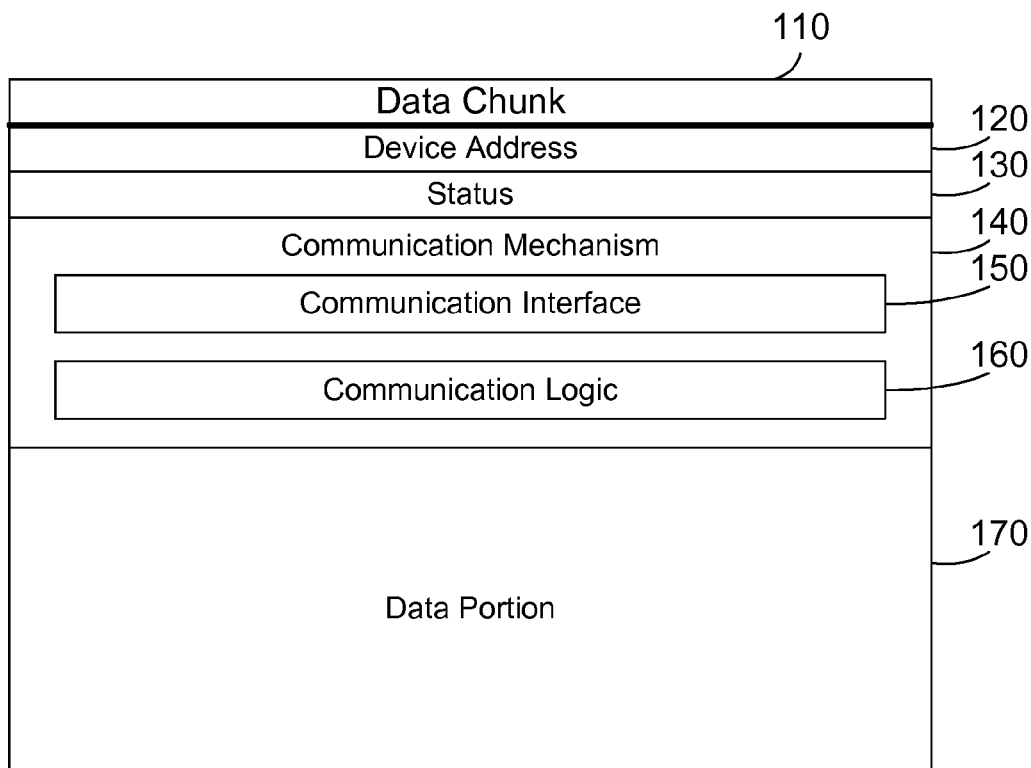 110
Data Chunk
120
Device Address
130
Status
140
Communication Mechanism
150
Communication Interface
160
Communication Logic
170
Data Portion